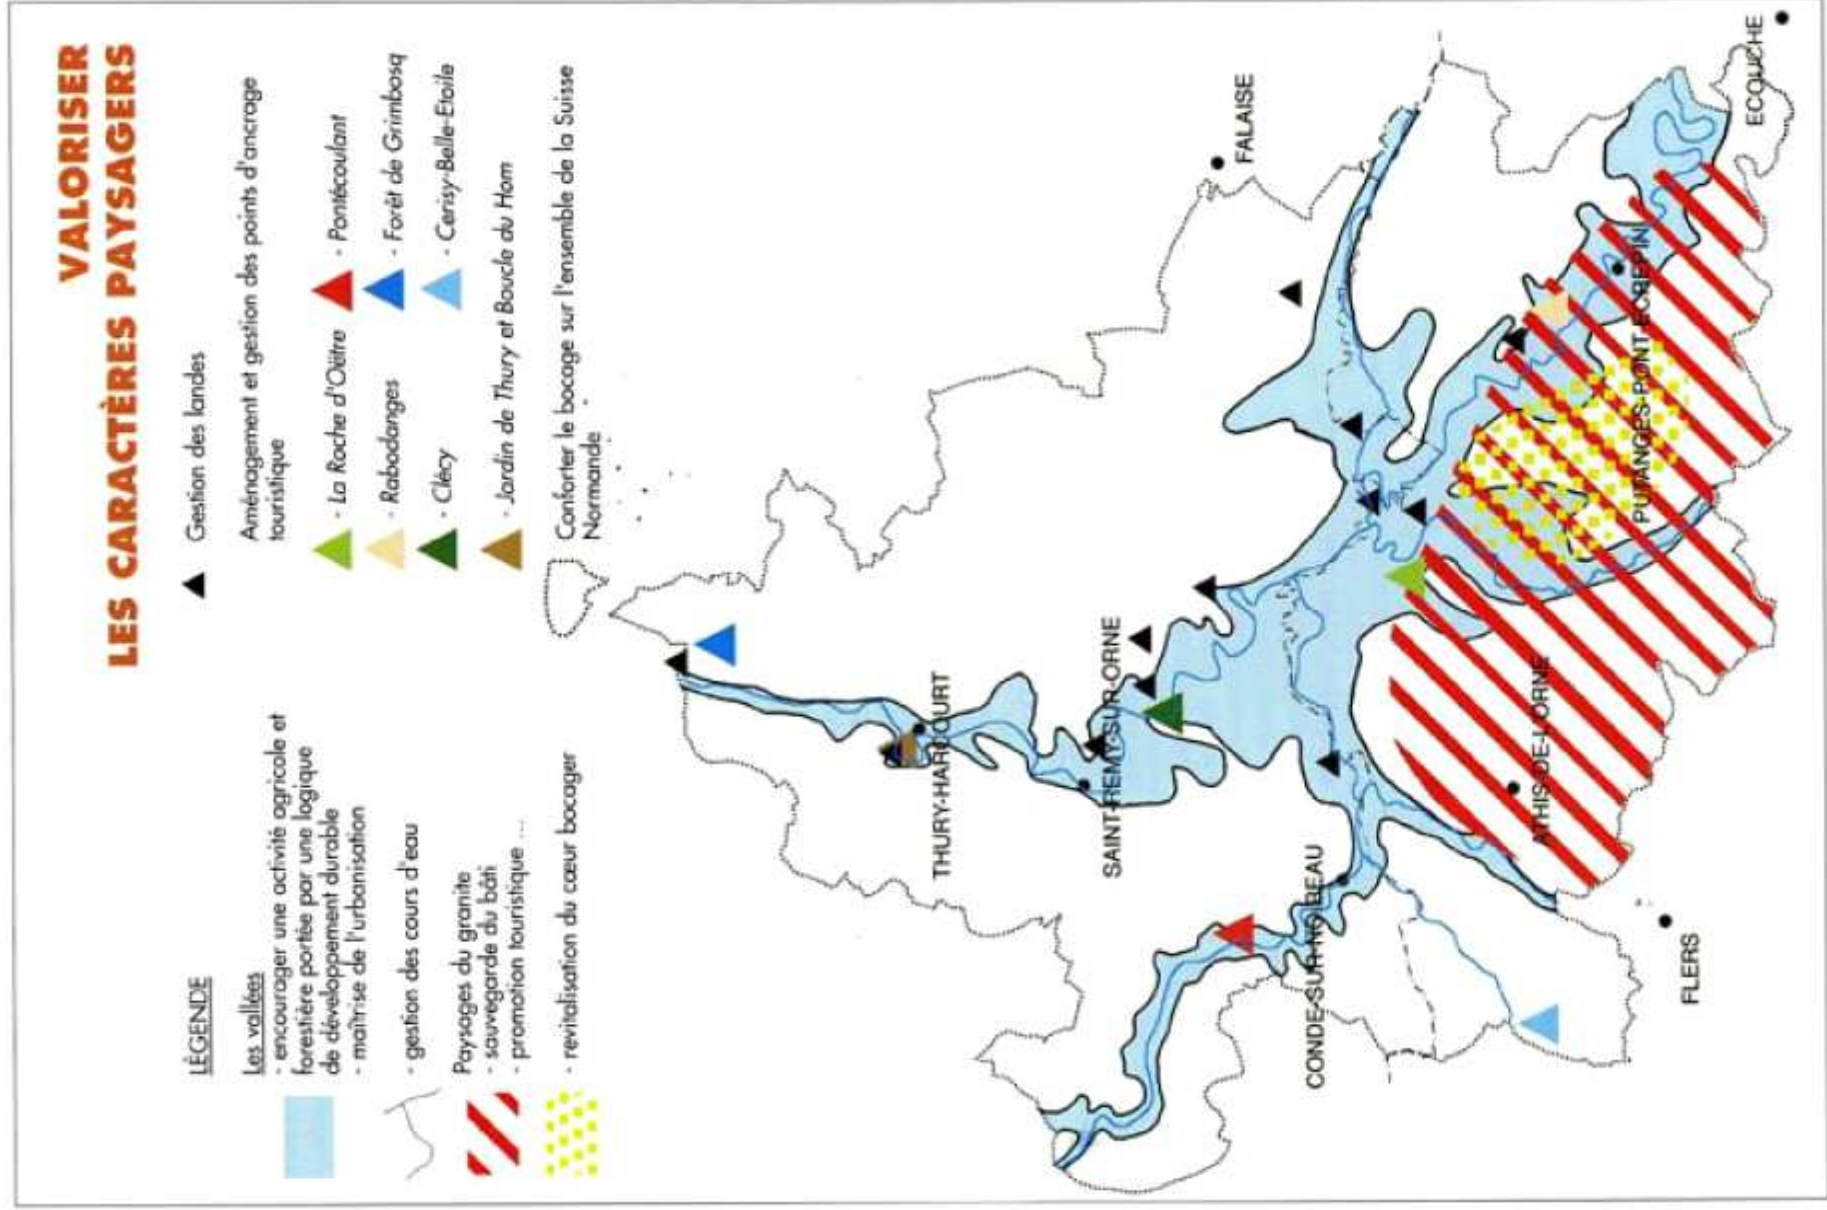 VALORISER
LES CARACTÈRES PAYSAGERS
LÉGENDE
Les vallées
- encourager une activité agricole et
forestière portée par une logique
de développement durable
- maîtrise de l'urbanisation
- gestion des cours d'eau
Paysages du granite
- sauvegarde du bâti
- promotion touristique ...
- revitalisation du cœur bocager
Gestion des landes
Aménagement et gestion des points d'ancrage
touristique
- La Roche d'Oëître
- Pontécoulant
- Rabodanges
- Forêt de Grimbosq
- Clécy
- Cerisy-Belle-Etoile
- Jardin de Thury et Boucle du Hom
Conforter le bocage sur l'ensemble de la Suisse
Normande
THURY-HARCOURT
SAINT-REMY-SUR-ORNE
CONDE-SUR-NOIREAU
FALAISE
ATHIS-DE-L'ORNE
PUTANGES-PONT-ECREPIN
FLERS
ECOUCHE